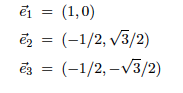 e⃗₁ = (1,0)
e⃗₂ = (−1/2, √3/2)
e⃗₃ = (−1/2, −√3/2)